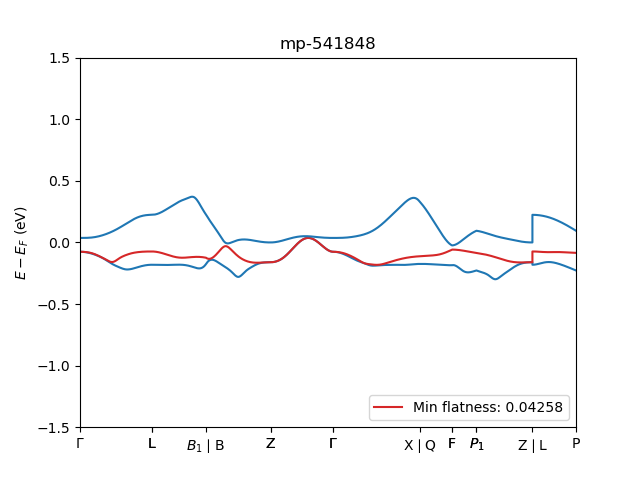 mp-541848
E − E_F (eV)
1.5
1.0
0.5
0.0
−0.5
−1.0
−1.5
Min flatness: 0.04258
Γ L B₁ | B Z Γ X | Q F P₁ Z | L P